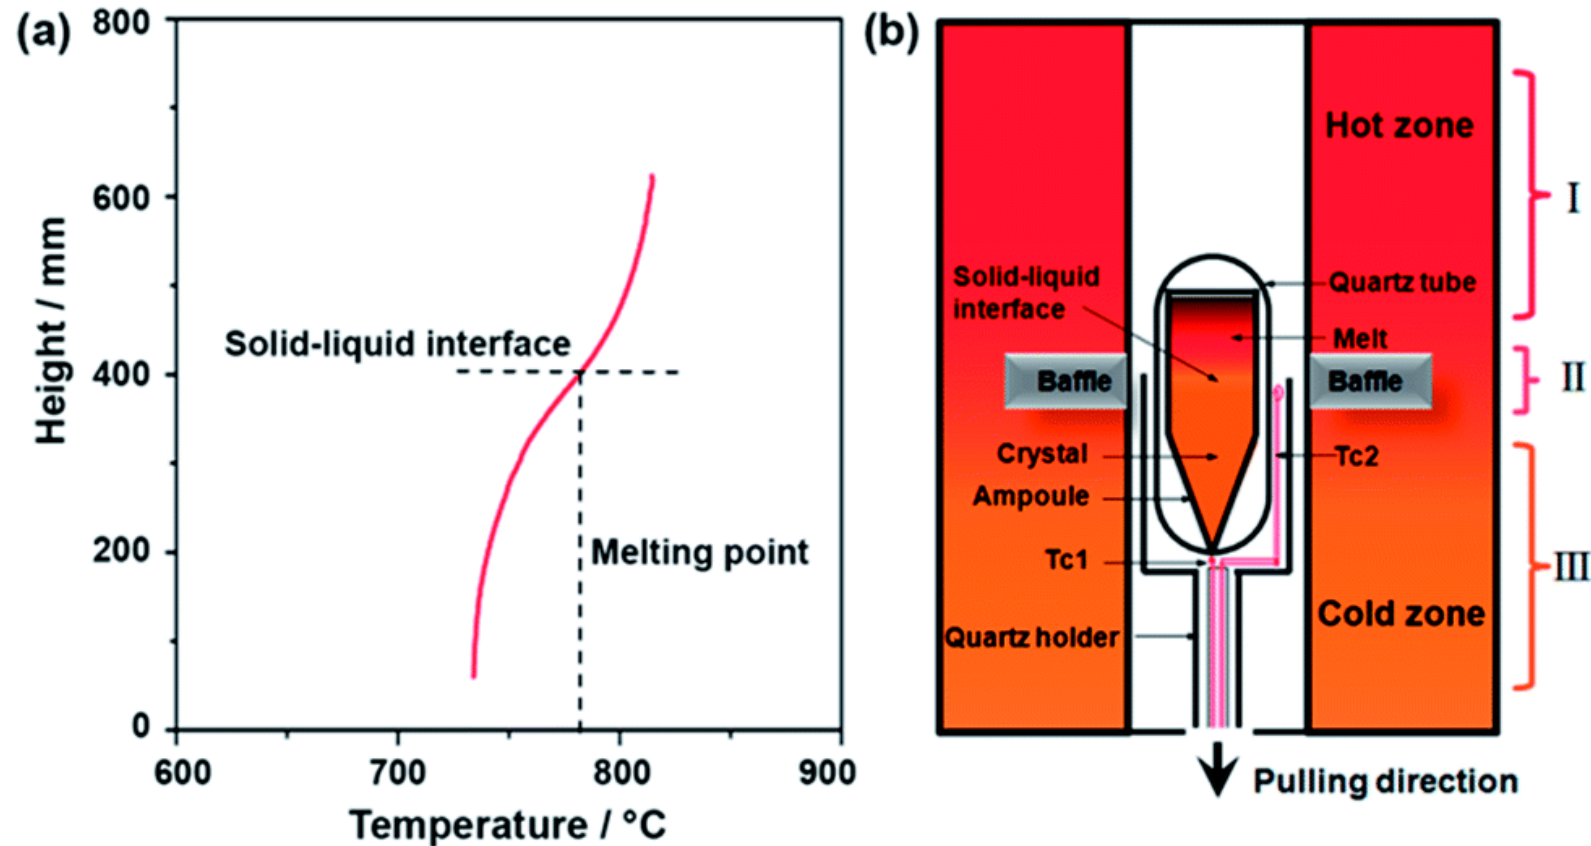 (a)
800
600
400
200
0
Height / mm
Solid-liquid interface
Melting point
600 700 800 900
Temperature / °C
(b)
Hot zone
I
Solid-liquid
interface
Quartz tube
Melt
Baffle
Baffle
II
Crystal
Tc2
Ampoule
Tc1
III
Cold zone
Quartz holder
Pulling direction